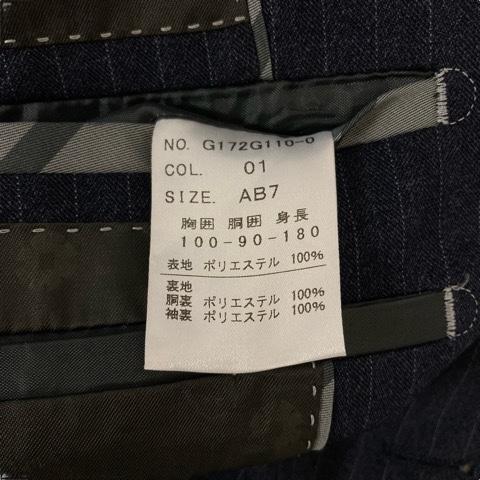 NO. G172G110-0
COL. 01
SIZE. AB7
胸囲 胴囲 身長
100-90-180
表地 ポリエステル 100%
裏地
胴裏 ポリエステル 100%
袖裏 ポリエステル 100%